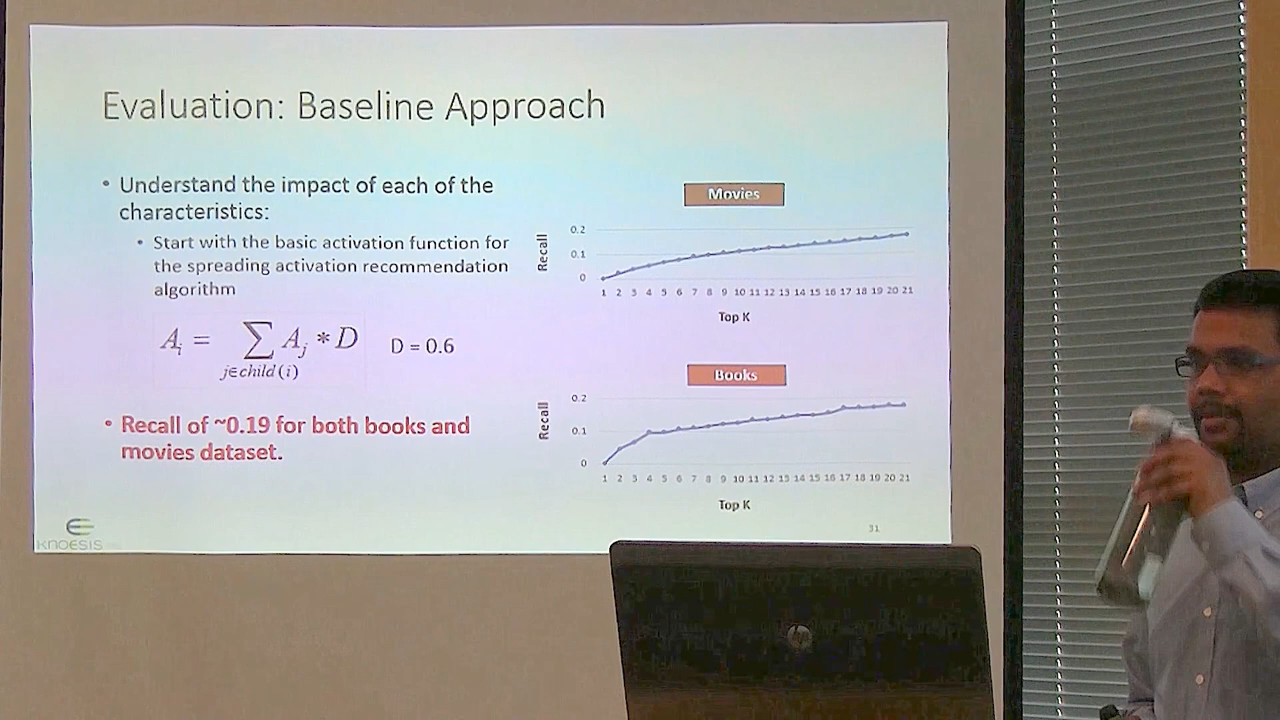 Evaluation: Baseline Approach
• Understand the impact of each of the
characteristics:
• Start with the basic activation function for
the spreading activation recommendation
algorithm
A_i = ∑ A_j * D
j∈child(i)
D = 0.6
• Recall of ~0.19 for both books and
movies dataset.
Movies
Recall
0.2
0.1
0
1 2 3 4 5 6 7 8 9 10 11 12 13 14 15 16 17 18 19 20 21
Top K
Books
Recall
0.2
0.1
0
1 2 3 4 5 6 7 8 9 10 11 12 13 14 15 16 17 18 19 20 21
Top K
KNOESIS
31
hp